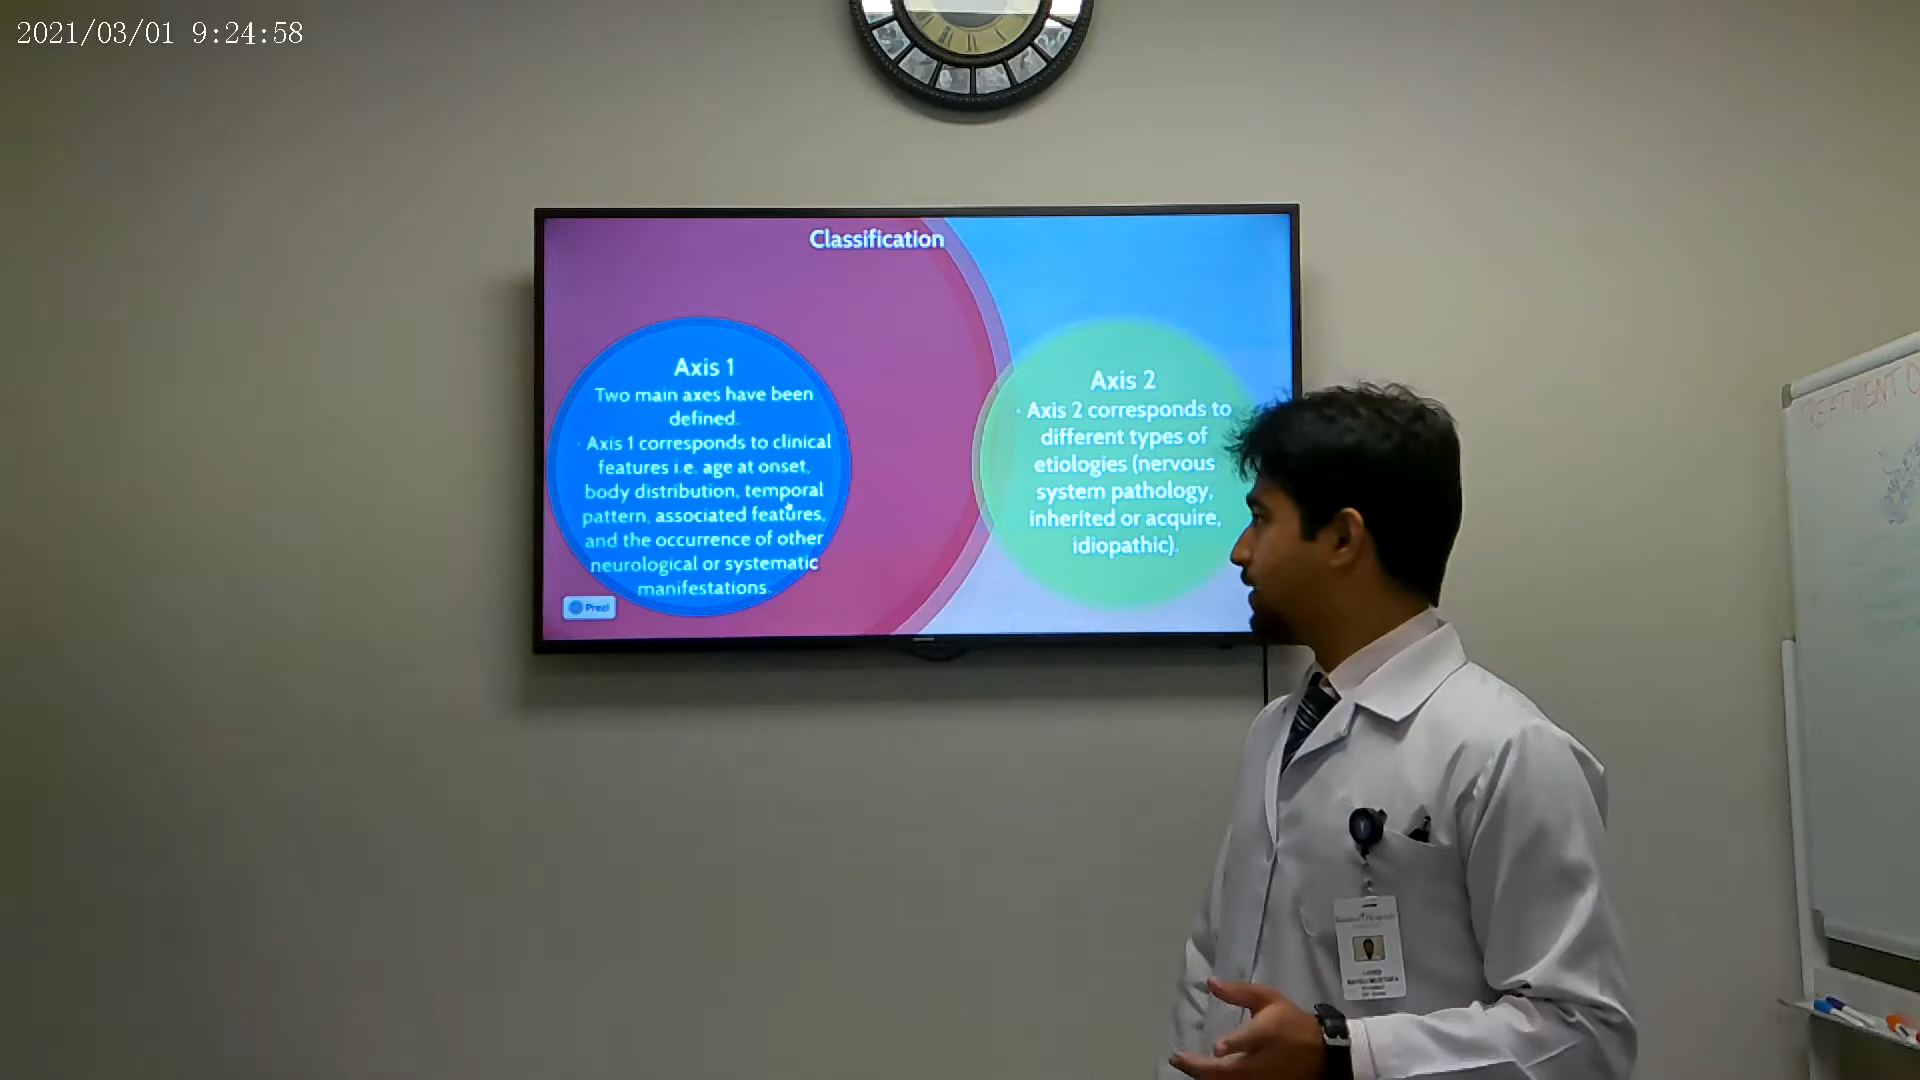 2021/03/01 9:24:58
Classification
Axis 1
Two main axes have been
defined.
· Axis 1 corresponds to clinical
features i.e. age at onset,
body distribution, temporal
pattern, associated features,
and the occurrence of other
neurological or systematic
manifestations.
Prezi
Axis 2
· Axis 2 corresponds to
different types of
etiologies (nervous
system pathology,
inherited or acquire,
idiopathic).